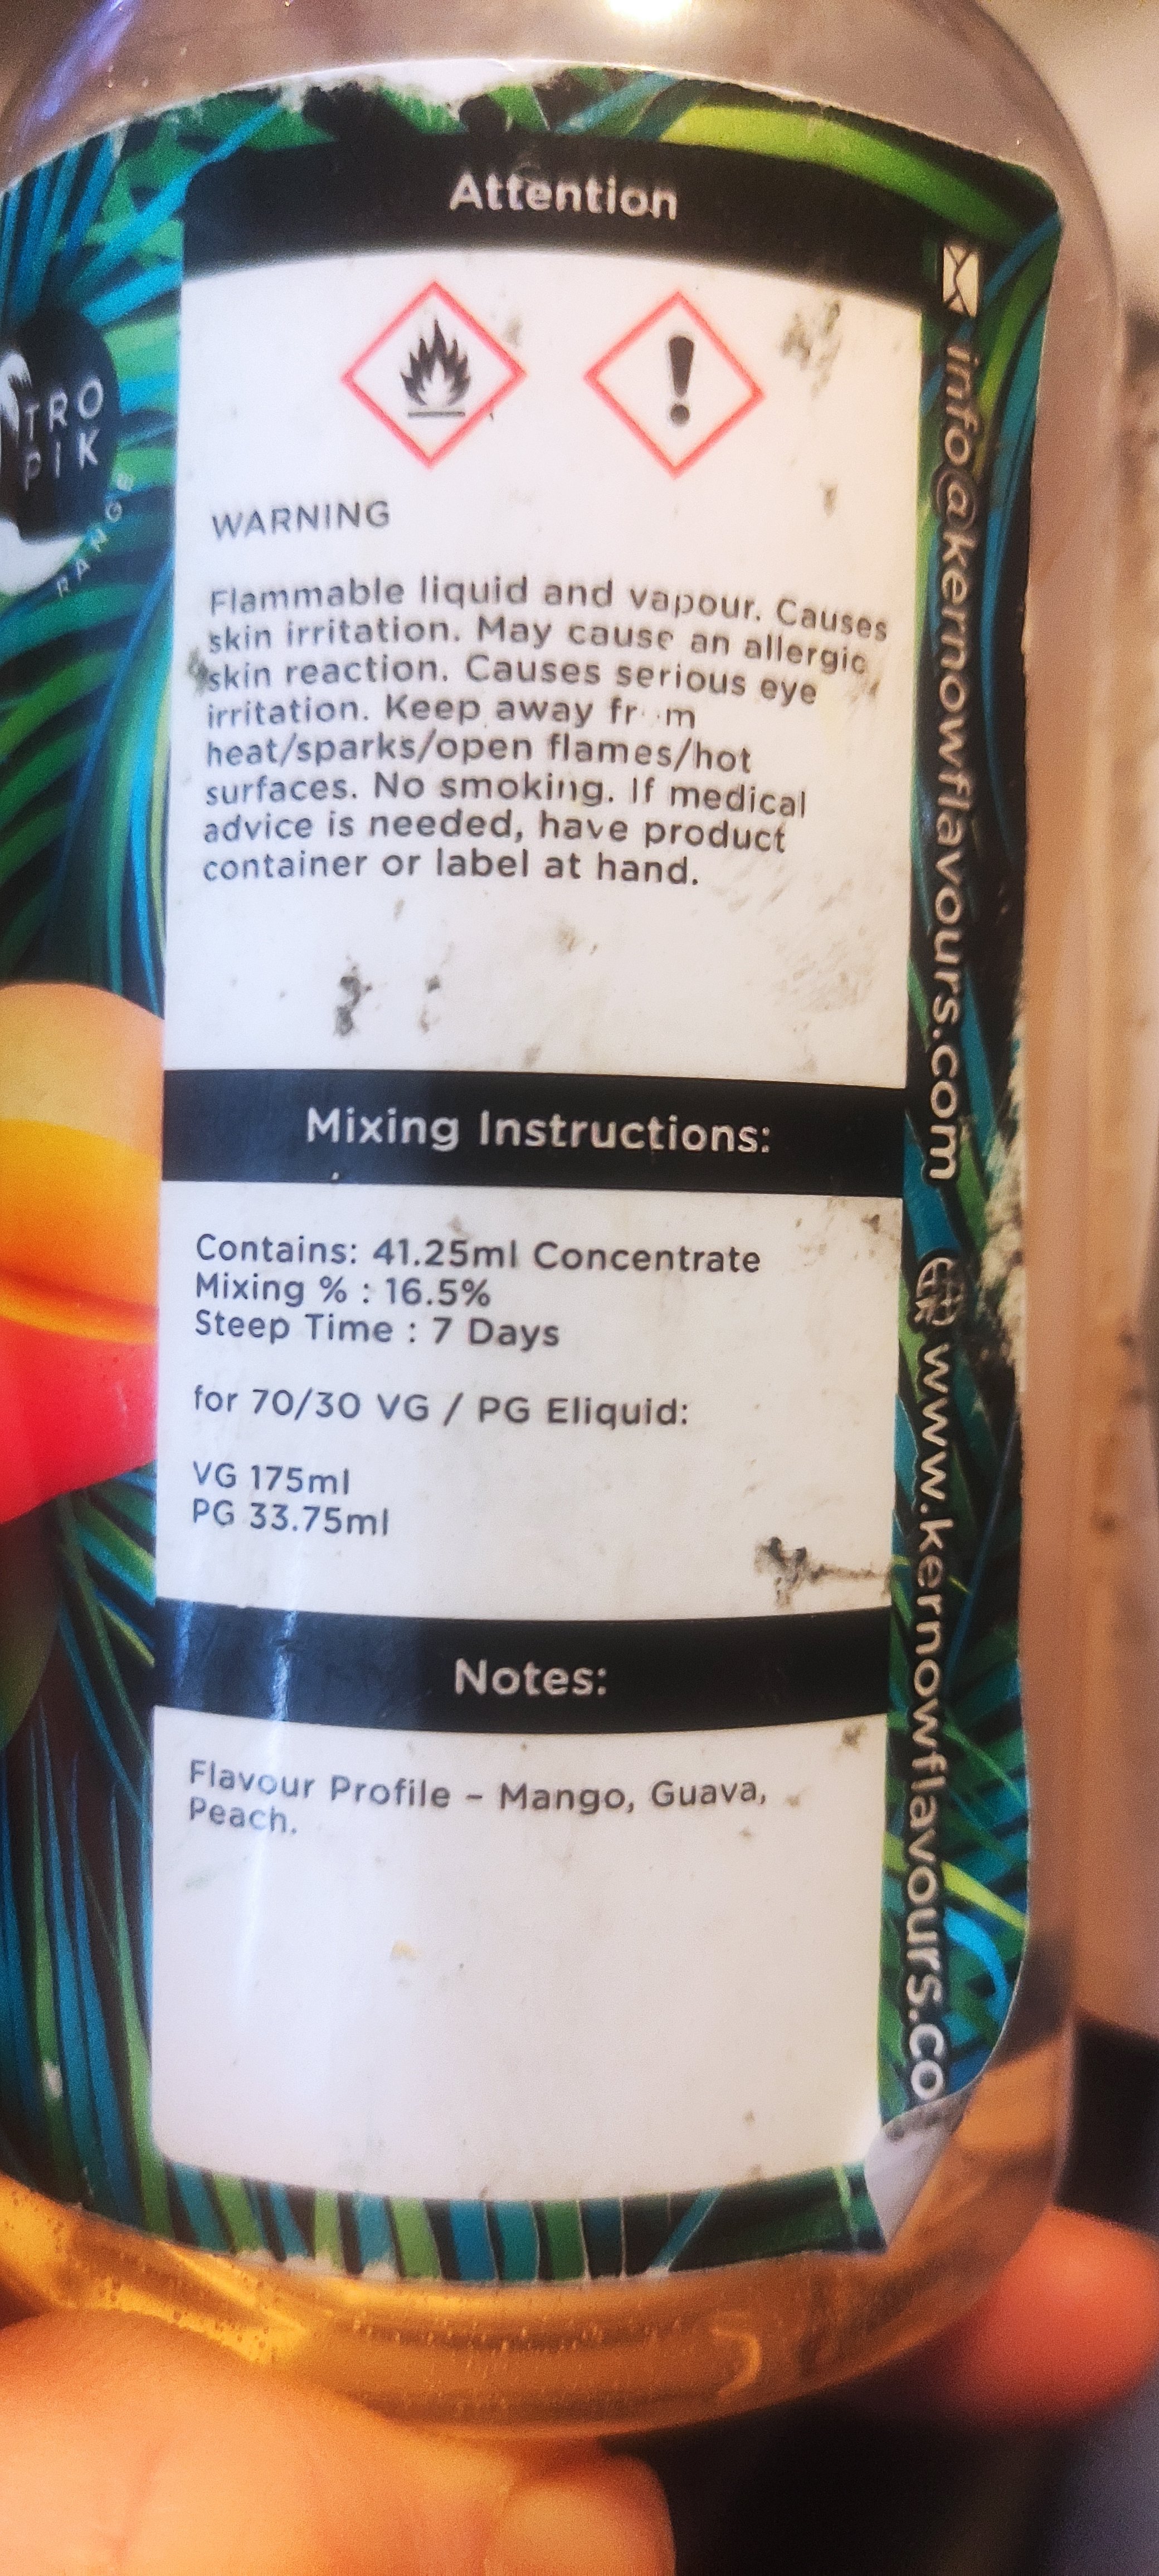 TRO
PIK
RANGE
Attention
WARNING
Flammable liquid and vapour. Causes
skin irritation. May cause an allergic
skin reaction. Causes serious eye
irritation. Keep away fr m
heat/sparks/open flames/hot
surfaces. No smoking. If medical
advice is needed, have product
container or label at hand.
Mixing Instructions:
Contains: 41.25ml Concentrate
Mixing % : 16.5%
Steep Time : 7 Days
for 70/30 VG / PG Eliquid:
VG 175ml
PG 33.75ml
Notes:
Flavour Profile – Mango, Guava,
Peach.
info@kernowflavours.com
www.kernowflavours.co